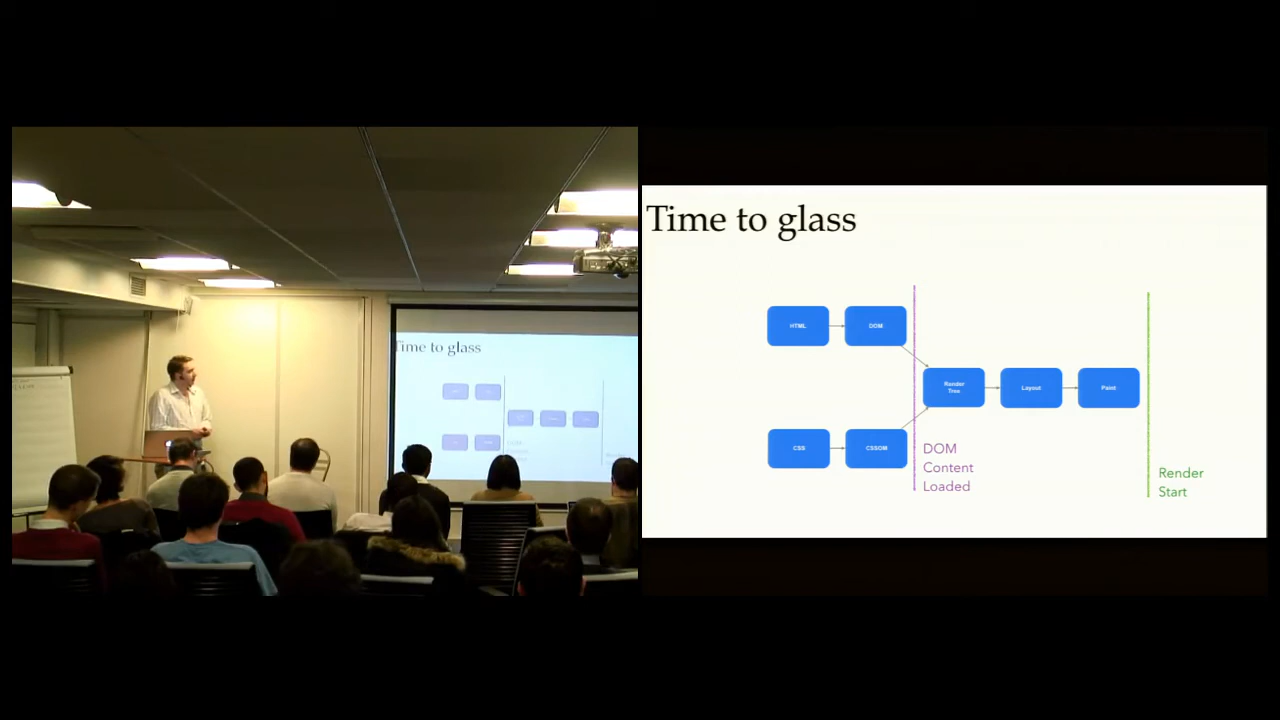 Time to glass
HTML
DOM
Render
Tree
Layout
Paint
CSS
CSSOM
DOM
Content
Loaded
Render
Start
Time to glass